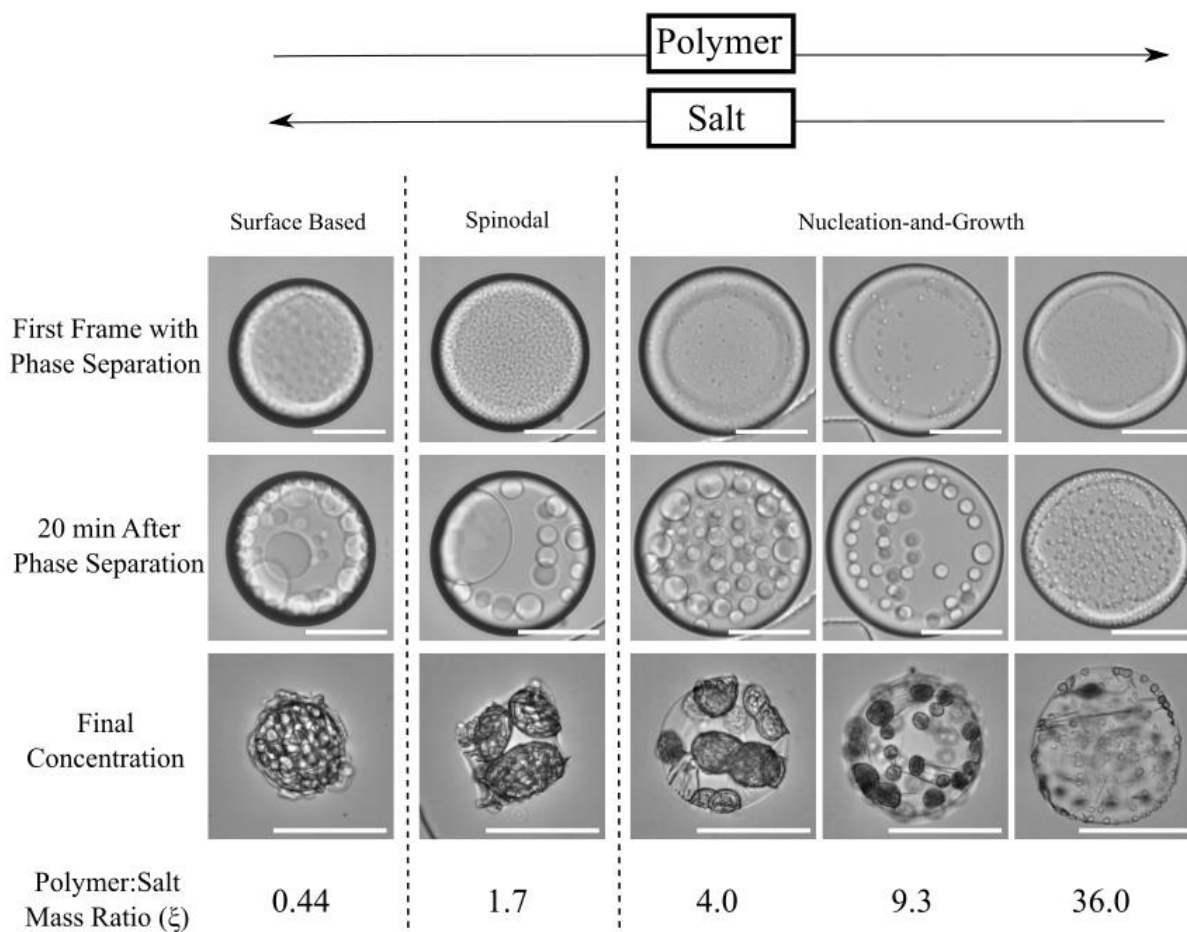 Polymer
Salt
Surface Based
Spinodal
Nucleation-and-Growth
First Frame with
Phase Separation
20 min After
Phase Separation
Final
Concentration
Polymer:Salt
Mass Ratio (ξ)
0.44
1.7
4.0
9.3
36.0